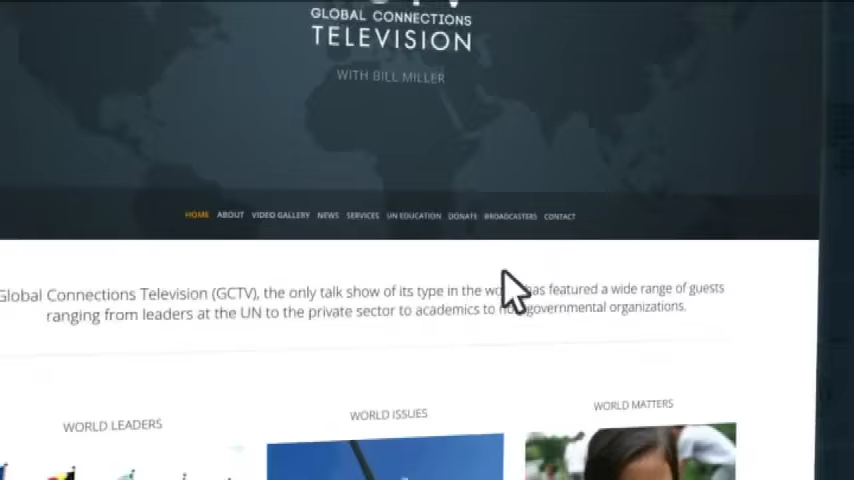 GLOBAL CONNECTIONS
TELEVISION
WITH BILL MILLER
HOME ABOUT VIDEO GALLERY NEWS SERVICES UN EDUCATION DONATE BROADCASTERS CONTACT
Global Connections Television (GCTV), the only talk show of its type in the has featured a wide range of guests
ranging from leaders at the UN to the private sector to academics to governmental organizations.
WORLD LEADERS
WORLD ISSUES
WORLD MATTERS